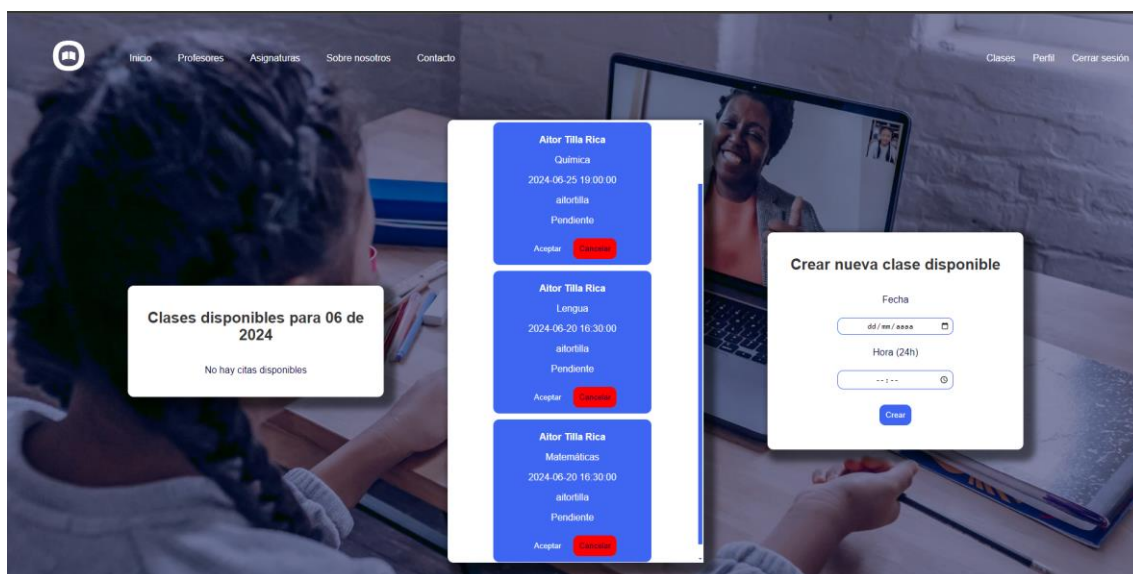 Inicio Profesores Asignaturas Sobre nosotros Contacto Clases Perfil Cerrar sesión
Clases disponibles para 06 de
2024
No hay citas disponibles
Aitor Tilla Rica
Química
2024-06-25 19:00:00
aitortilla
Pendiente
Aceptar Cancelar
Aitor Tilla Rica
Lengua
2024-06-20 16:30:00
aitortilla
Pendiente
Aceptar Cancelar
Aitor Tilla Rica
Matemáticas
2024-06-20 16:30:00
aitortilla
Pendiente
Aceptar Cancelar
Crear nueva clase disponible
Fecha
dd/mm/aaaa
Hora (24h)
--:--
Crear